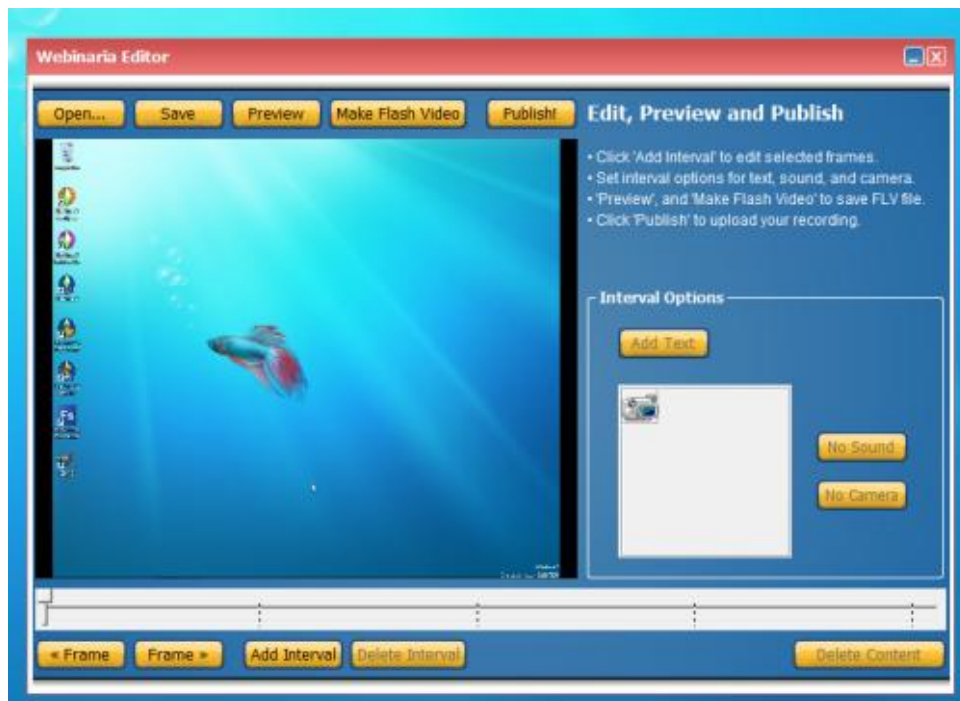 Webinaria Editor
Open... Save Preview Make Flash Video Publish!
Edit, Preview and Publish
• Click 'Add Interval' to edit selected frames.
• Set interval options for text, sound, and camera.
• 'Preview', and 'Make Flash Video' to save FLV file.
• Click 'Publish' to upload your recording.
Interval Options
Add Text
Fs
No Sound
No Camera
« Frame Frame » Add Interval Delete Interval Delete Content